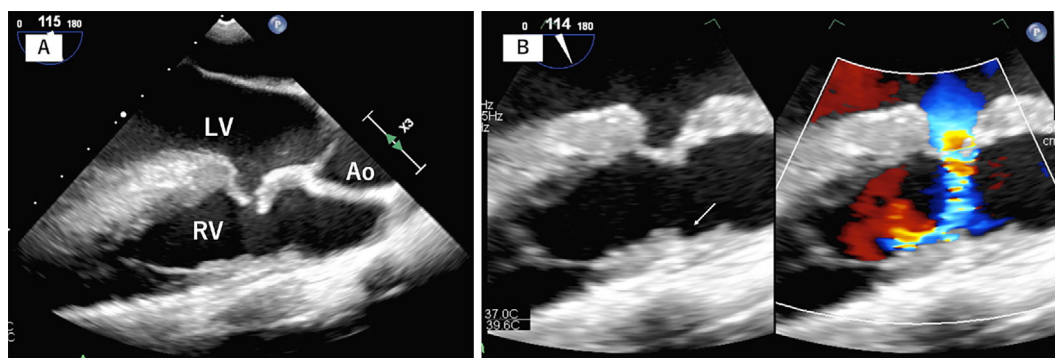 0 115 180
P
A
LV
X3
Ao
RV
C
C
0 114 180
P
B
Hz
5Hz
Hz
cm
37.0C
39.6C